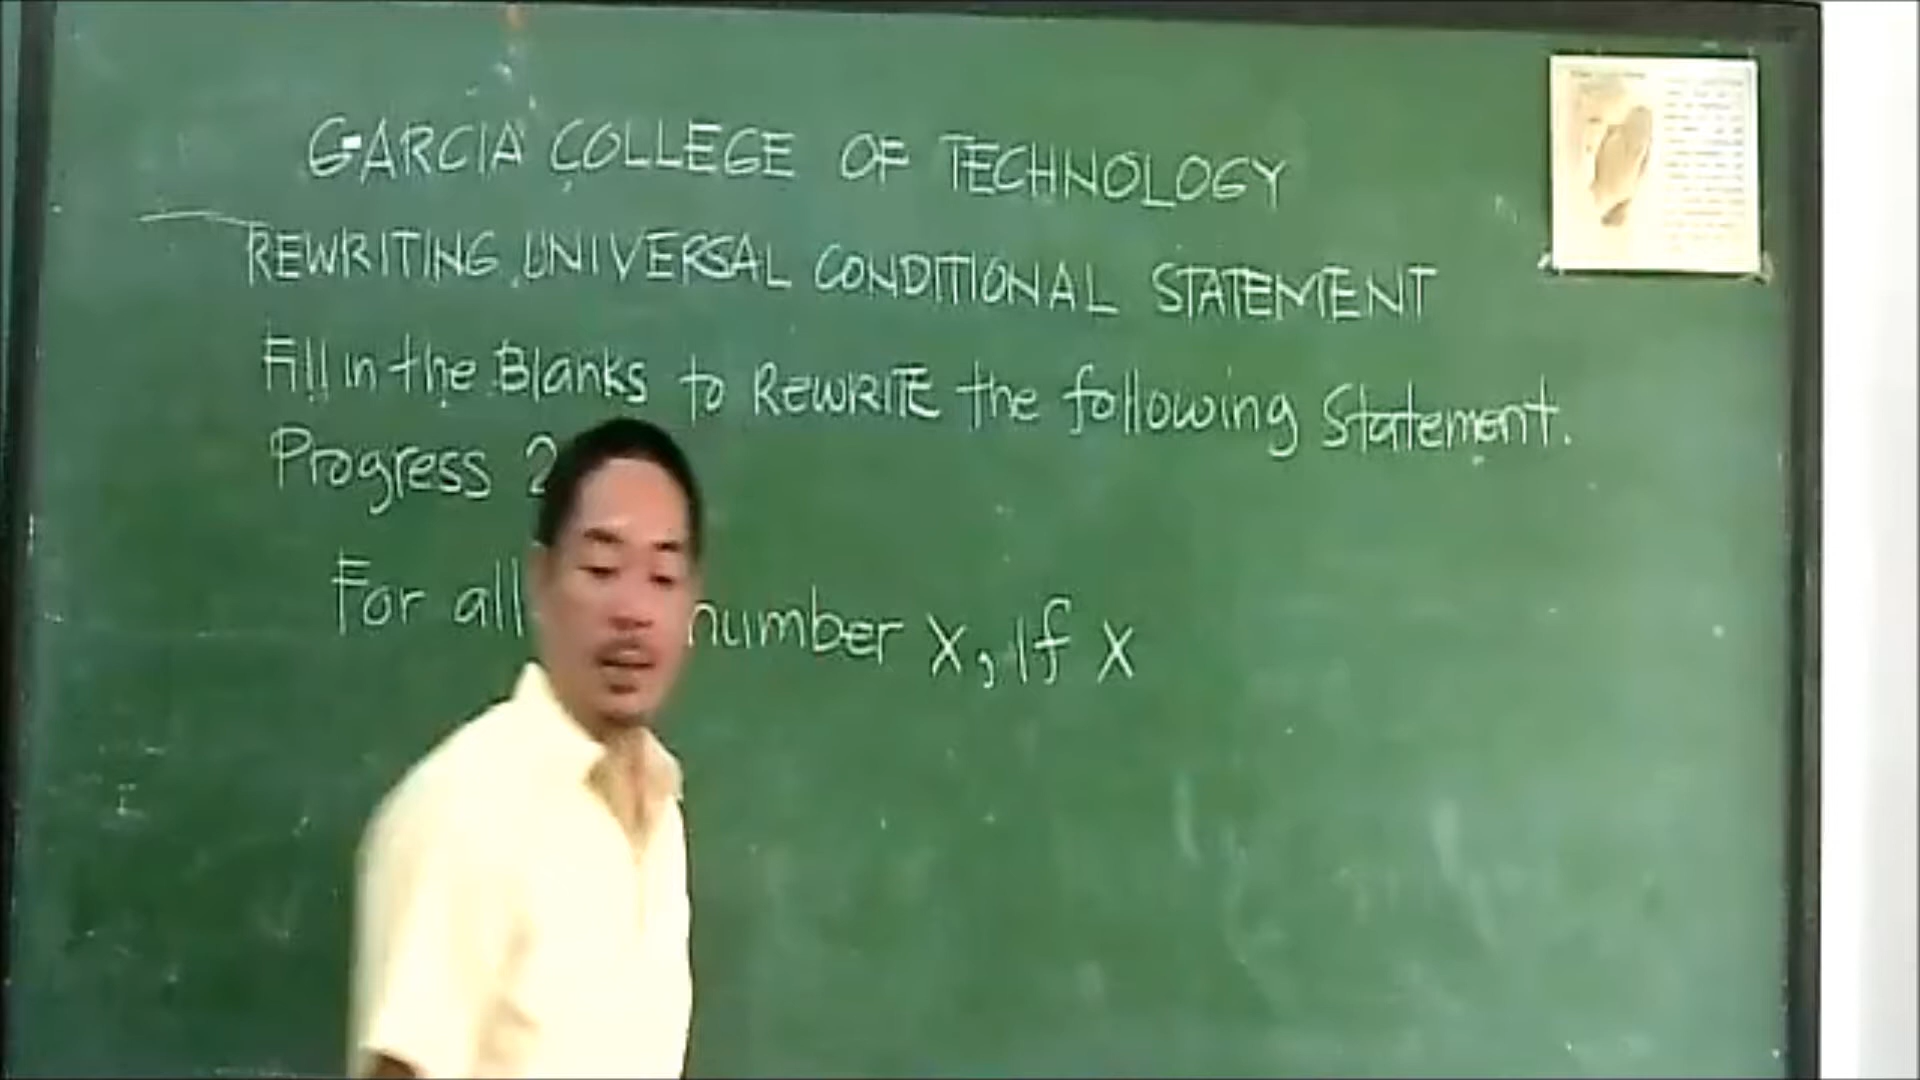 GARCIA COLLEGE OF TECHNOLOGY
REWRITING UNIVERSAL CONDITIONAL STATEMENT
Fill in the Blanks to REWRITE the following Statement.
Progress 2
For all number x, If x